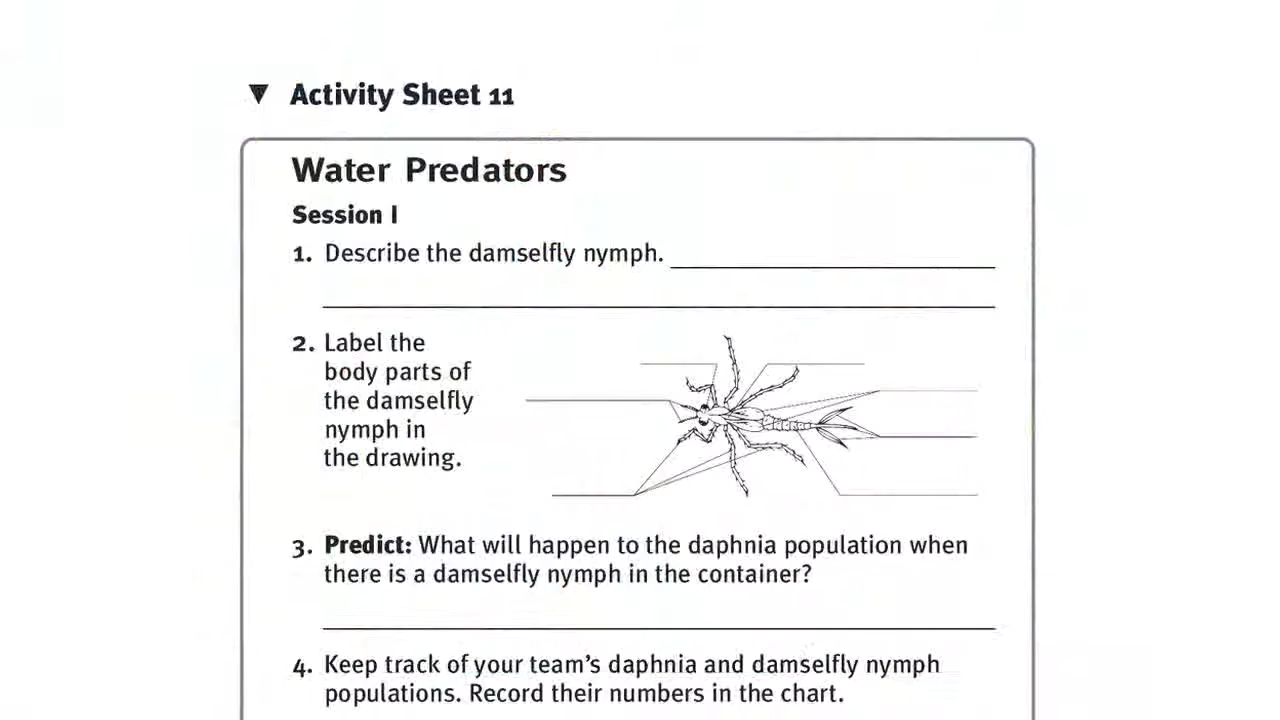 ▼ Activity Sheet 11
Water Predators
Session I
1. Describe the damselfly nymph.
2. Label the
body parts of
the damselfly
nymph in
the drawing.
3. Predict: What will happen to the daphnia population when
there is a damselfly nymph in the container?
4. Keep track of your team’s daphnia and damselfly nymph
populations. Record their numbers in the chart.